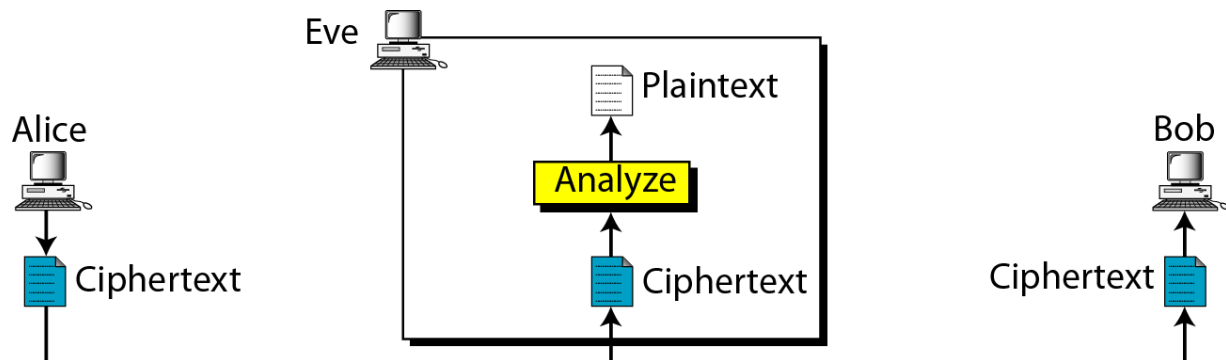 Eve
Plaintext
Alice
Bob
Analyze
Ciphertext
Ciphertext
Ciphertext